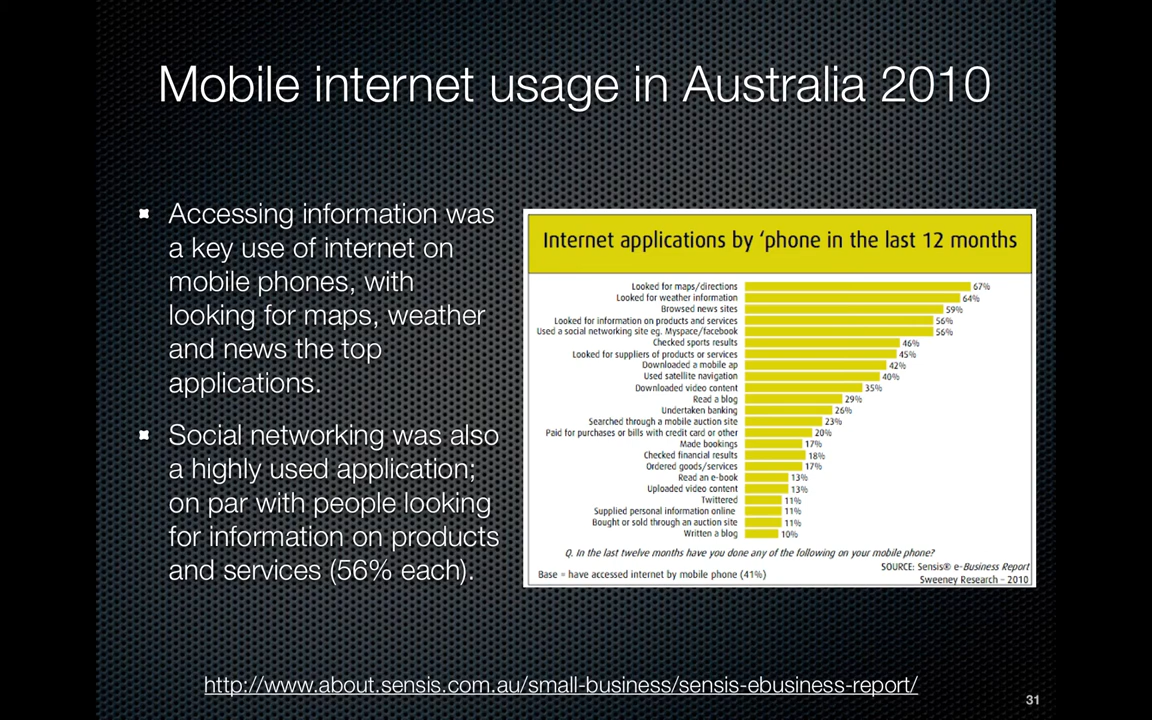 Mobile internet usage in Australia 2010
Accessing information was
a key use of internet on
mobile phones, with
looking for maps, weather
and news the top
applications.
Social networking was also
a highly used application;
on par with people looking
for information on products
and services (56% each).
Internet applications by ‘phone in the last 12 months
Looked for maps/directions 67%
Looked for weather information 64%
Browsed news sites 59%
Looked for information on products and services 56%
Used a social networking site eg. Myspace/facebook 56%
Checked sports results 46%
Looked for suppliers of products or services 45%
Downloaded a mobile ap 42%
Used satellite navigation 40%
Downloaded video content 35%
Read a blog 29%
Undertaken banking 26%
Searched through a mobile auction site 23%
Paid for purchases or bills with credit card or other 20%
Made bookings 17%
Checked financial results 18%
Ordered goods/services 17%
Read an e-book 13%
Uploaded video content 13%
Twittered 11%
Supplied personal information online 11%
Bought or sold through an auction site 11%
Written a blog 10%
Q. In the last twelve months have you done any of the following on your mobile phone?
Base = have accessed internet by mobile phone (41%)
SOURCE: Sensis® e-Business Report
Sweeney Research – 2010
http://www.about.sensis.com.au/small-business/sensis-ebusiness-report/
31